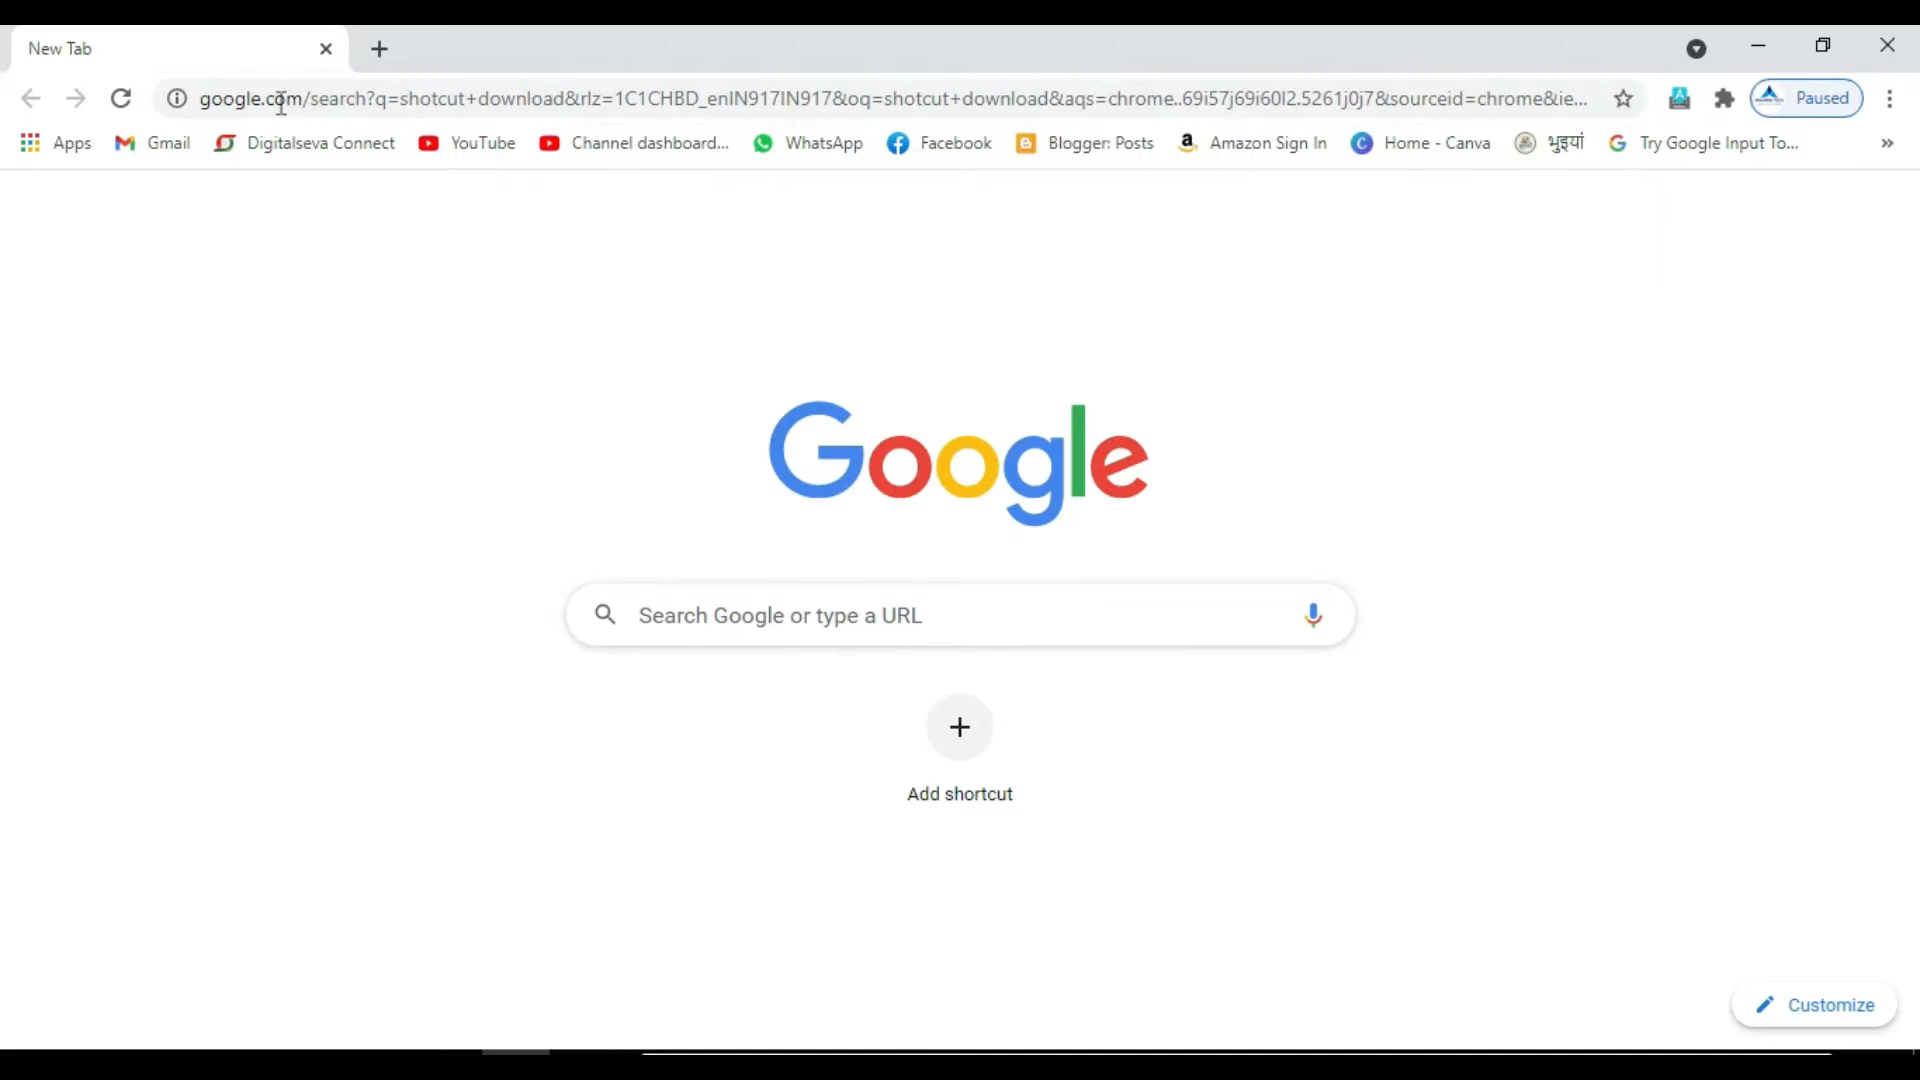 New Tab
google.com/search?q=shotcut+download&rlz=1C1CHBD_enIN917IN917&oq=shotcut+download&aqs=chrome..69i57j69i60l2.5261j0j7&sourceid=chrome&ie...
Paused
Apps Gmail Digitalseva Connect YouTube Channel dashboard... WhatsApp Facebook Blogger: Posts Amazon Sign In Home - Canva भुइयां Try Google Input To...
Google
Search Google or type a URL
Add shortcut
Customize